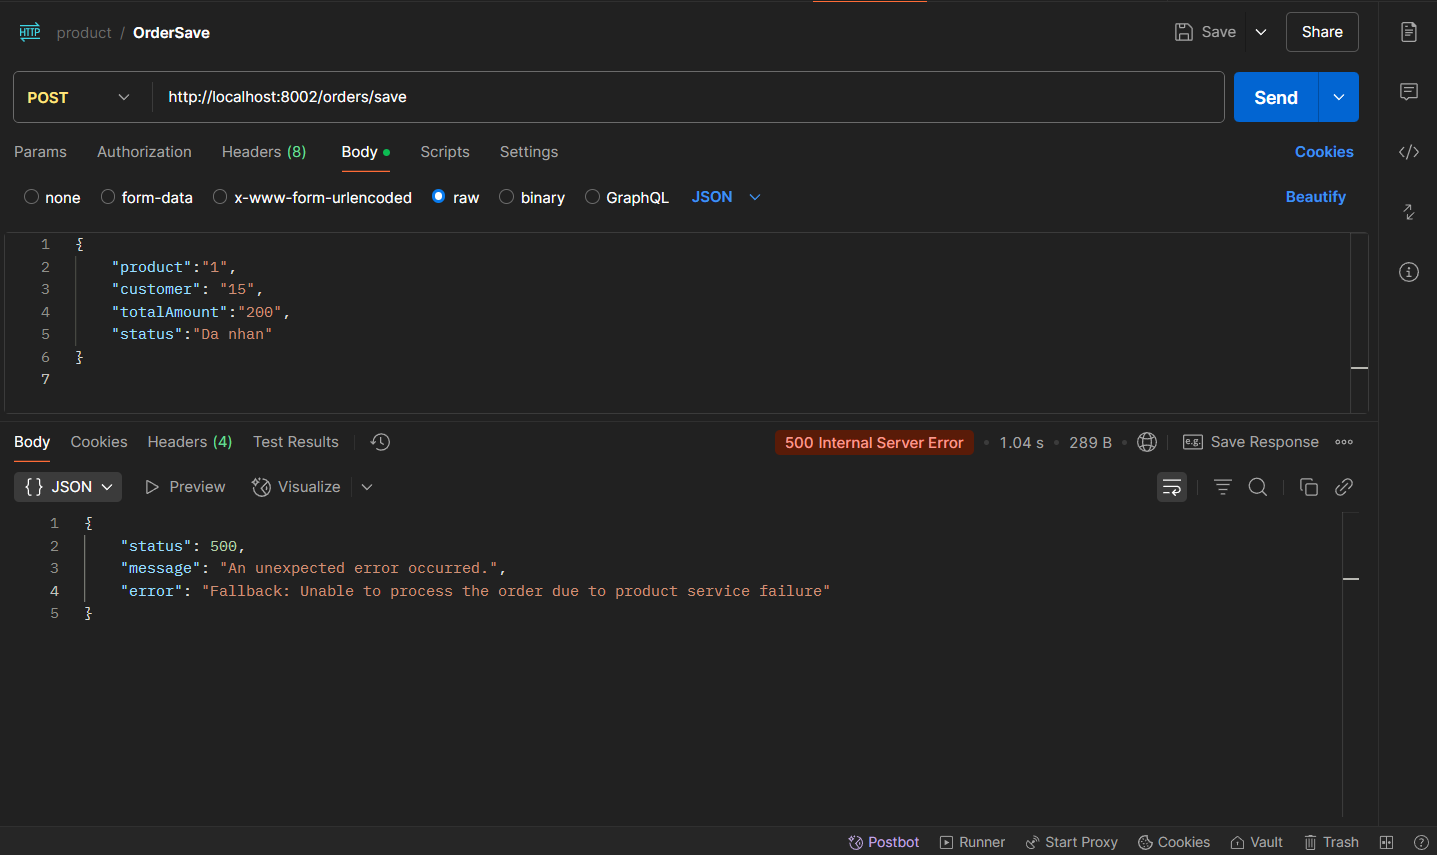 HTTP product / OrderSave Save Share
POST http://localhost:8002/orders/save Send
Params Authorization Headers (8) Body Scripts Settings Cookies
none form-data x-www-form-urlencoded raw binary GraphQL JSON Beautify
1 {
2 "product":"1",
3 "customer": "15",
4 "totalAmount":"200",
5 "status":"Da nhan"
6 }
7
Body Cookies Headers (4) Test Results 500 Internal Server Error • 1.04 s • 289 B • e.g. Save Response
{} JSON Preview Visualize
1 {
2 "status": 500,
3 "message": "An unexpected error occurred.",
4 "error": "Fallback: Unable to process the order due to product service failure"
5 }
Postbot Runner Start Proxy Cookies Vault Trash